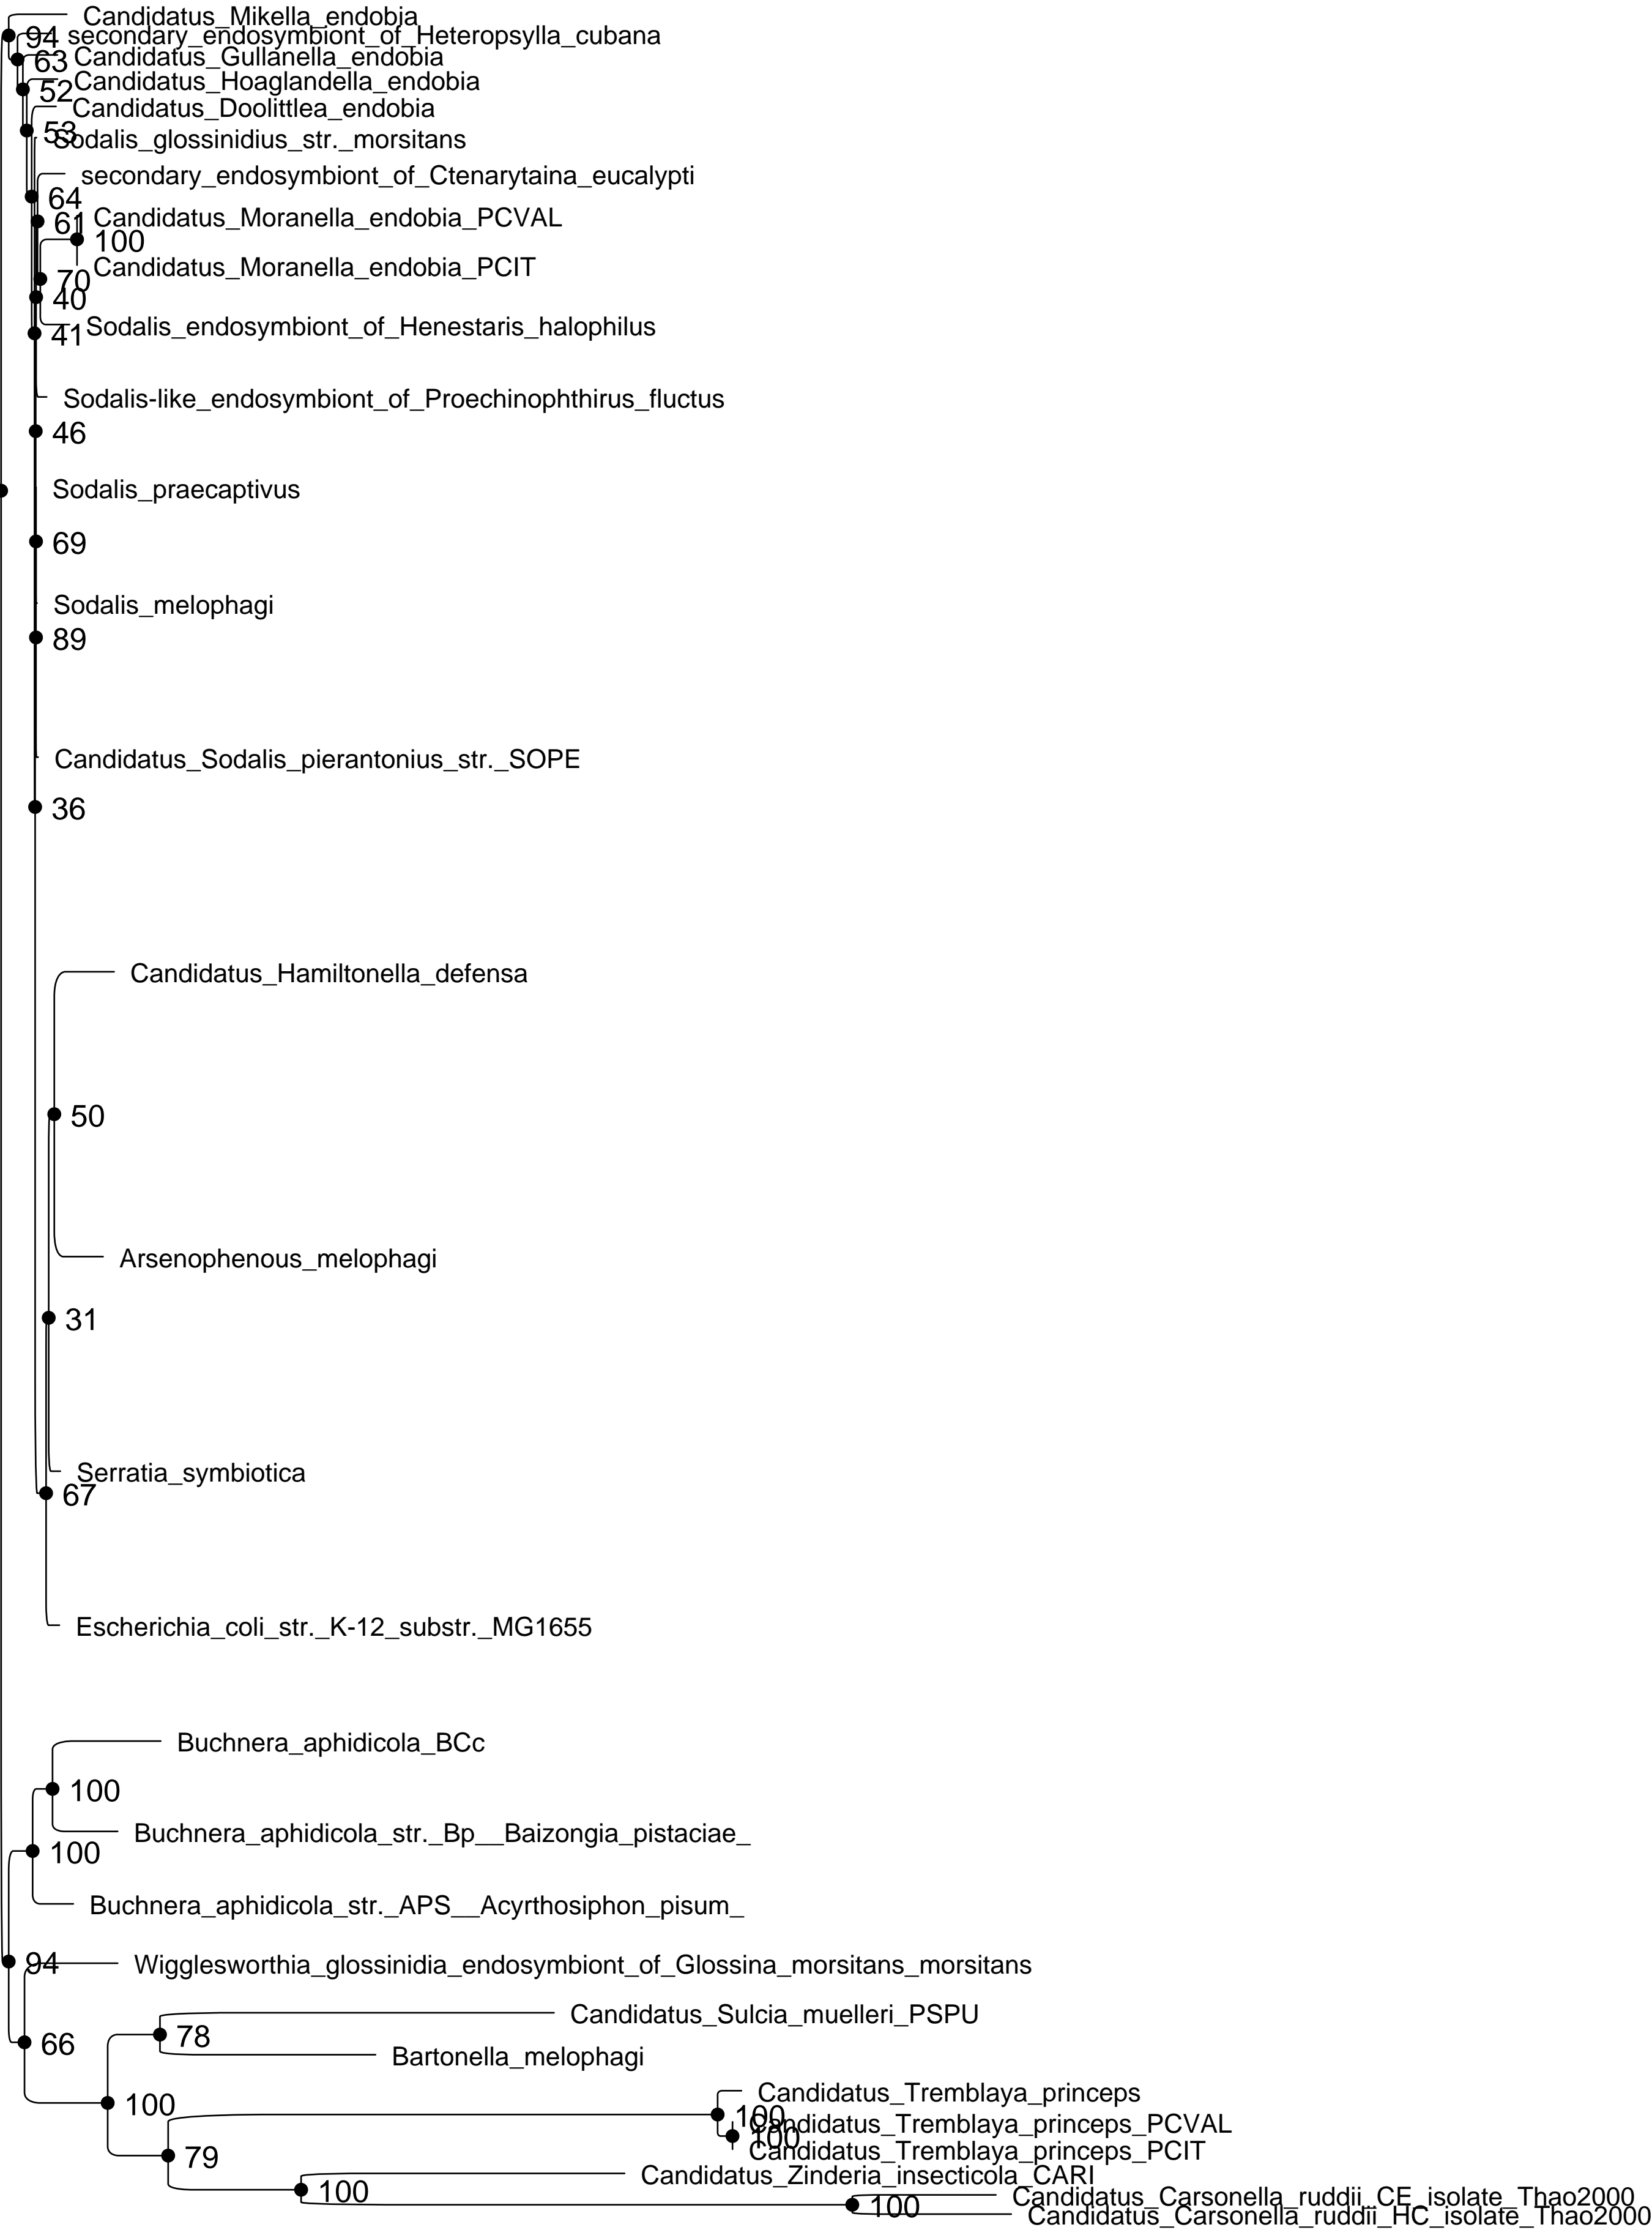 Candidatus_Mikella_endobia
94
secondary_endosymbiont_of_Heteropsylla_cubana
63
Candidatus_Gullanella_endobia
52
Candidatus_Hoaglandella_endobia
Candidatus_Doolittlea_endobia
53
Sodalis_glossinidius_str._morsitans
secondary_endosymbiont_of_Ctenarytaina_eucalypti
64
61
Candidatus_Moranella_endobia_PCVAL
100
Candidatus_Moranella_endobia_PCIT
70
40
Sodalis_endosymbiont_of_Henestaris_halophilus
41
Sodalis-like_endosymbiont_of_Proechinophthirus_fluctus
46
Sodalis_praecaptivus
69
Sodalis_melophagi
89
Candidatus_Sodalis_pierantonius_str._SOPE
36
Candidatus_Hamiltonella_defensa
50
Arsenophenous_melophagi
31
Serratia_symbiotica
67
Escherichia_coli_str._K-12_substr._MG1655
Buchnera_aphidicola_BCc
100
Buchnera_aphidicola_str._Bp__Baizongia_pistaciae_
100
Buchnera_aphidicola_str._APS__Acyrthosiphon_pisum_
94
Wigglesworthia_glossinidia_endosymbiont_of_Glossina_morsitans_morsitans
Candidatus_Sulcia_muelleri_PSPU
78
66
Bartonella_melophagi
Candidatus_Tremblaya_princeps
100
100
Candidatus_Tremblaya_princeps_PCVAL
100
Candidatus_Tremblaya_princeps_PCIT
79
Candidatus_Zinderia_insecticola_CARI
100
Candidatus_Carsonella_ruddii_CE_isolate_Thao2000
100
Candidatus_Carsonella_ruddii_HC_isolate_Thao2000